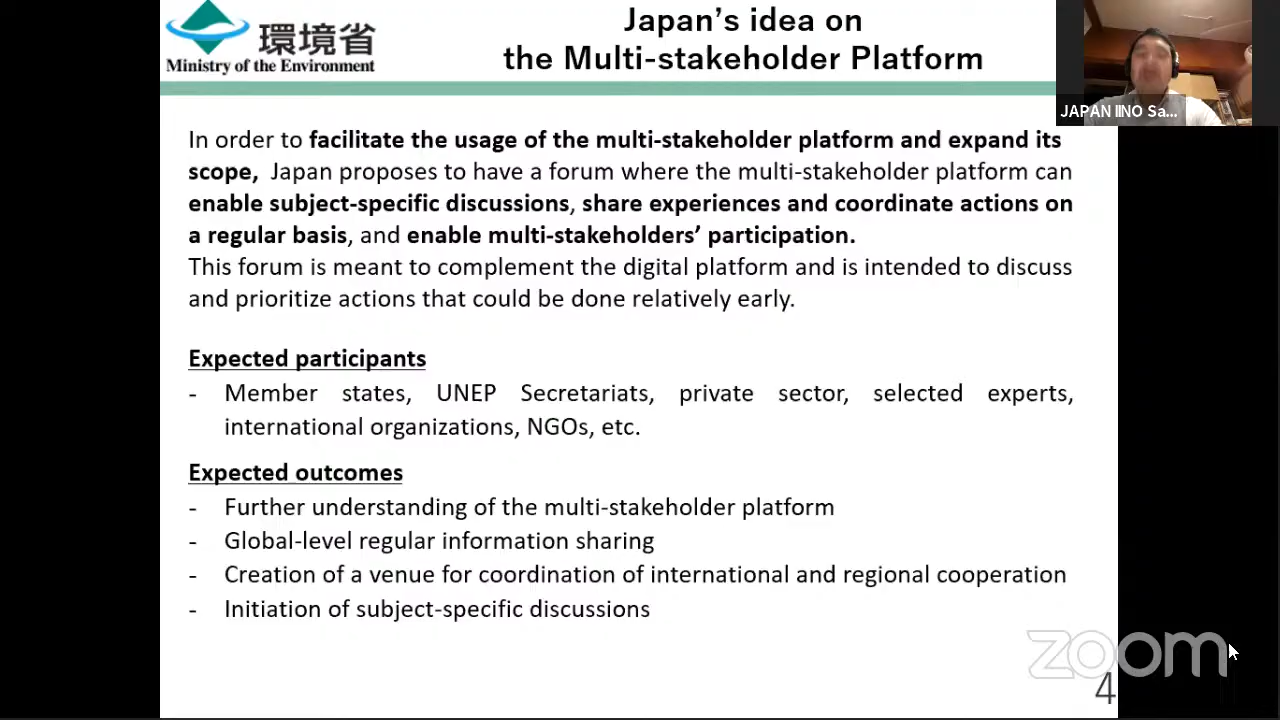 環境省
Ministry of the Environment
Japan's idea on
the Multi-stakeholder Platform
JAPAN IINO Sa...
In order to facilitate the usage of the multi-stakeholder platform and expand its
scope, Japan proposes to have a forum where the multi-stakeholder platform can
enable subject-specific discussions, share experiences and coordinate actions on
a regular basis, and enable multi-stakeholders' participation.
This forum is meant to complement the digital platform and is intended to discuss
and prioritize actions that could be done relatively early.
Expected participants
- Member states, UNEP Secretariats, private sector, selected experts,
international organizations, NGOs, etc.
Expected outcomes
- Further understanding of the multi-stakeholder platform
- Global-level regular information sharing
- Creation of a venue for coordination of international and regional cooperation
- Initiation of subject-specific discussions
zoom
4